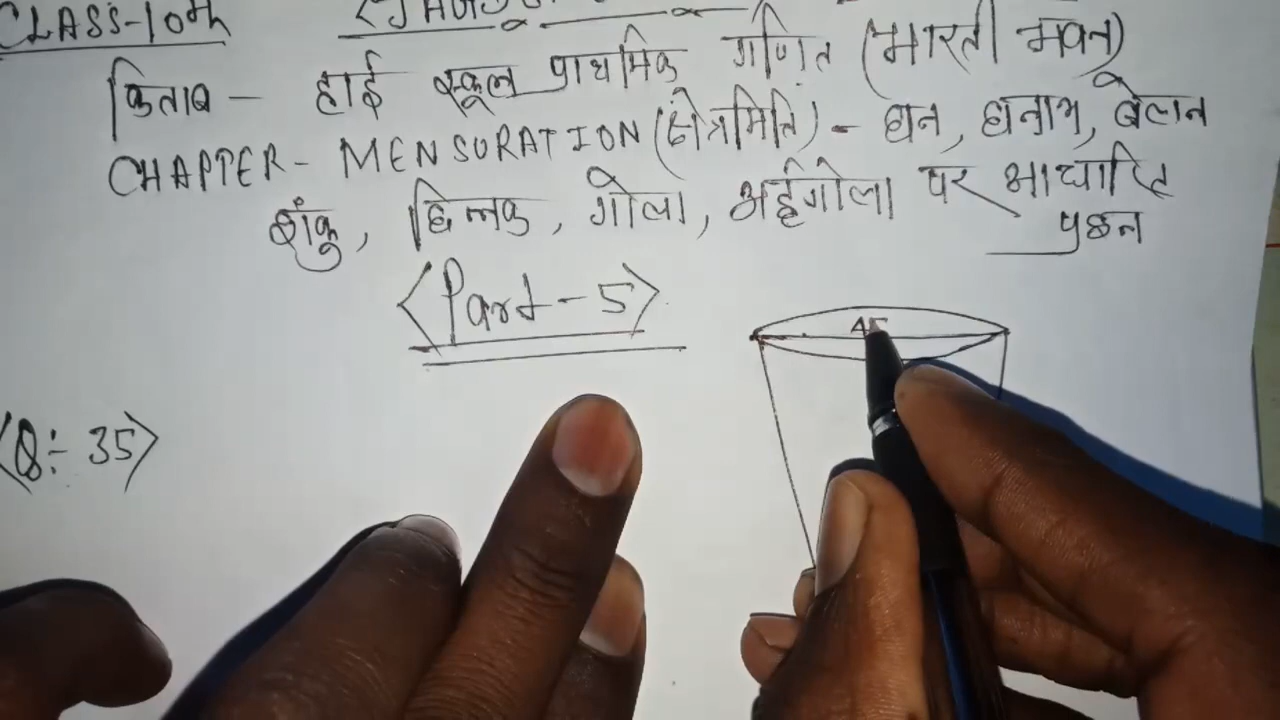 CLASS-10th
किताब - हाई स्कूल प्राथमिक गणित (भारती भवन)
CHAPTER- MENSURATION (क्षेत्रमिति) - घन, घनाभ, बेलन
शंकु, छिन्नक, गोला, अर्द्धगोला पर आधारित
प्रश्न
<Part-5>
45
<Q:- 35>